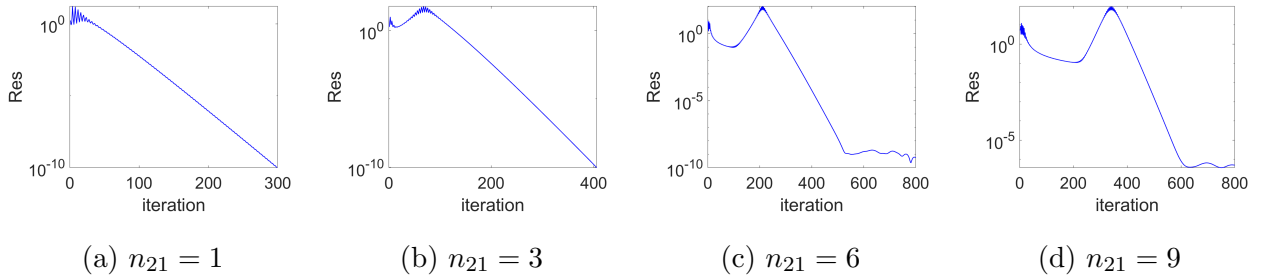 Res
10^0
10^-5
10^-10
0 100 200 300
iteration
(a) n_21 = 1
Res
10^0
10^-10
0 200 400
iteration
(b) n_21 = 3
Res
10^0
10^-5
10^-10
0 200 400 600 800
iteration
(c) n_21 = 6
Res
10^0
10^-5
0 200 400 600 800
iteration
(d) n_21 = 9